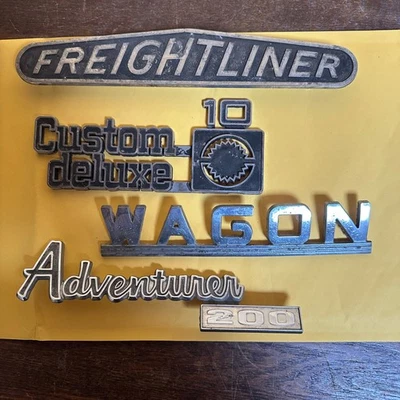 FREIGHTLINER
10
Custom
deluxe
WAGON
Adventurer
200